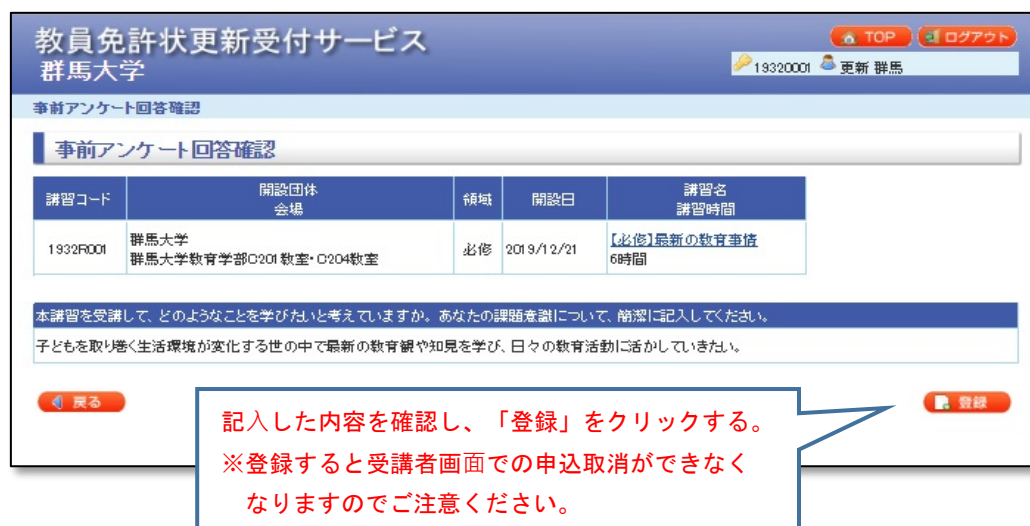 教員免許状更新受付サービス
群馬大学
TOP
ログアウト
19320001 更新 群馬
事前アンケート回答確認
事前アンケート回答確認
講習コード 開設団体 会場 領域 開設日 講習名 講習時間
1932R001 群馬大学 必修 2019/12/21 【必修】最新の教育事情
群馬大学教育学部C201教室・C204教室 6時間
本講習を受講して、どのようなことを学びたいと考えていますか。あなたの課題意識について、簡潔に記入してください。
子どもを取り巻く生活環境が変化する世の中で最新の教育観や知見を学び、日々の教育活動に活かしていきたい。
戻る
登録
記入した内容を確認し、「登録」をクリックする。
※登録すると受講者画面での申込取消ができなく
なりますのでご注意ください。